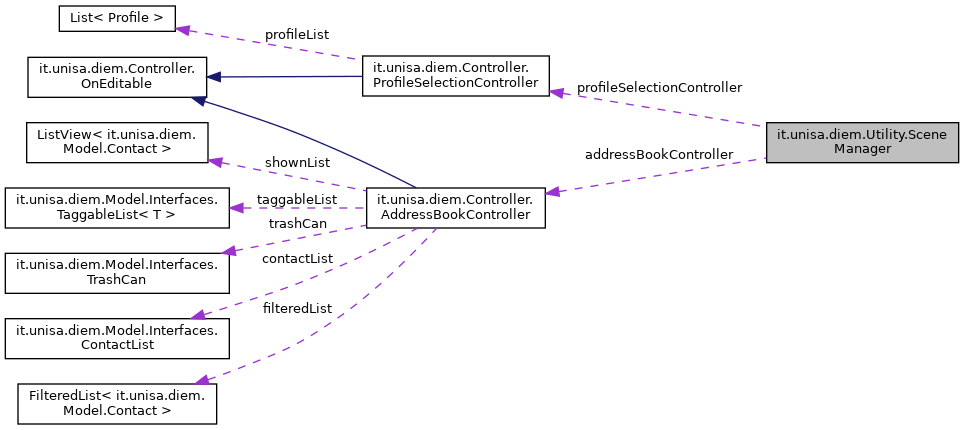 List< Profile >
profileList
it.unisa.diem.Controller.
OnEditable
it.unisa.diem.Controller.
ProfileSelectionController
profileSelectionController
ListView< it.unisa.diem.
Model.Contact >
shownList
addressBookController
it.unisa.diem.Utility.Scene
Manager
it.unisa.diem.Model.Interfaces.
TaggableList< T >
taggableList
it.unisa.diem.Controller.
AddressBookController
trashCan
it.unisa.diem.Model.Interfaces.
TrashCan
contactList
it.unisa.diem.Model.Interfaces.
ContactList
filteredList
FilteredList< it.unisa.diem.
Model.Contact >